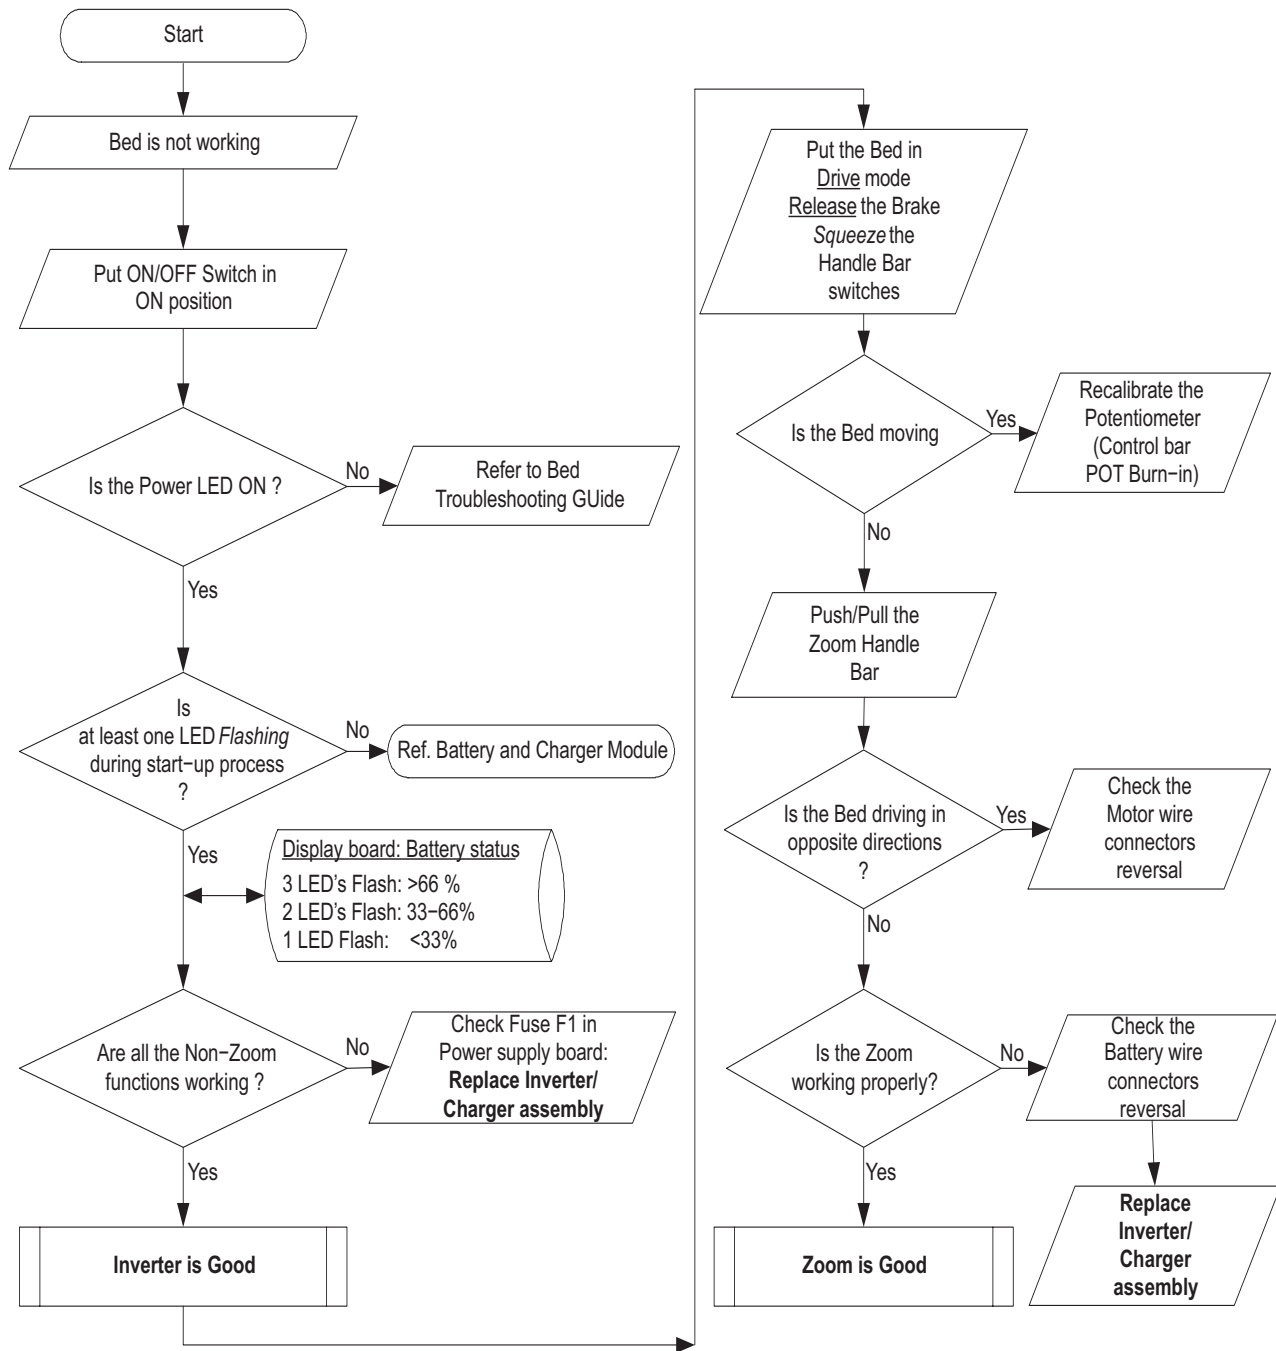 Start
Bed is not working
Put ON/OFF Switch in
ON position
Is the Power LED ON ?
No
Refer to Bed
Troubleshooting GUide
Yes
Is
at least one LED Flashing
during start-up process
?
No
Ref. Battery and Charger Module
Yes
Display board: Battery status
3 LED's Flash: >66 %
2 LED's Flash: 33-66%
1 LED Flash: <33%
Are all the Non-Zoom
functions working ?
No
Check Fuse F1 in
Power supply board:
Replace Inverter/
Charger assembly
Yes
Inverter is Good
Put the Bed in
Drive mode
Release the Brake
Squeeze the
Handle Bar
switches
Is the Bed moving
Yes
Recalibrate the
Potentiometer
(Control bar
POT Burn-in)
No
Push/Pull the
Zoom Handle
Bar
Is the Bed driving in
opposite directions
?
Yes
Check the
Motor wire
connectors
reversal
No
Is the Zoom
working properly?
No
Check the
Battery wire
connectors
reversal
Yes
Zoom is Good
Replace
Inverter/
Charger
assembly